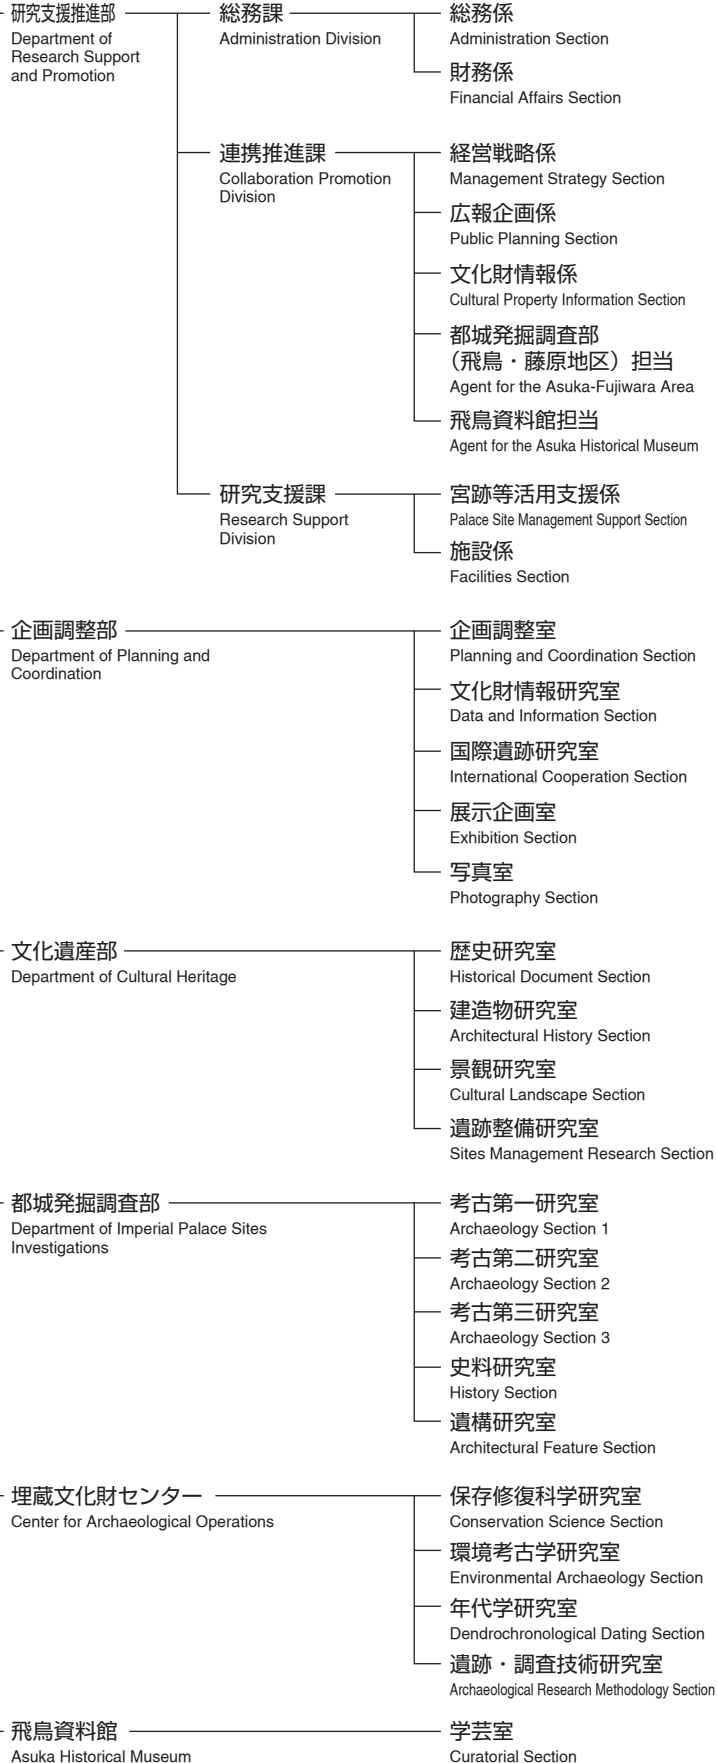 研究支援推進部
Department of
Research Support
and Promotion
総務課
Administration Division
総務係
Administration Section
財務係
Financial Affairs Section
連携推進課
Collaboration Promotion
Division
経営戦略係
Management Strategy Section
広報企画係
Public Planning Section
文化財情報係
Cultural Property Information Section
都城発掘調査部
（飛鳥・藤原地区）担当
Agent for the Asuka-Fujiwara Area
飛鳥資料館担当
Agent for the Asuka Historical Museum
研究支援課
Research Support
Division
宮跡等活用支援係
Palace Site Management Support Section
施設係
Facilities Section
企画調整部
Department of Planning and
Coordination
企画調整室
Planning and Coordination Section
文化財情報研究室
Data and Information Section
国際遺跡研究室
International Cooperation Section
展示企画室
Exhibition Section
写真室
Photography Section
文化遺産部
Department of Cultural Heritage
歴史研究室
Historical Document Section
建造物研究室
Architectural History Section
景観研究室
Cultural Landscape Section
遺跡整備研究室
Sites Management Research Section
都城発掘調査部
Department of Imperial Palace Sites
Investigations
考古第一研究室
Archaeology Section 1
考古第二研究室
Archaeology Section 2
考古第三研究室
Archaeology Section 3
史料研究室
History Section
遺構研究室
Architectural Feature Section
埋蔵文化財センター
Center for Archaeological Operations
保存修復科学研究室
Conservation Science Section
環境考古学研究室
Environmental Archaeology Section
年代学研究室
Dendrochronological Dating Section
遺跡・調査技術研究室
Archaeological Research Methodology Section
飛鳥資料館
Asuka Historical Museum
学芸室
Curatorial Section